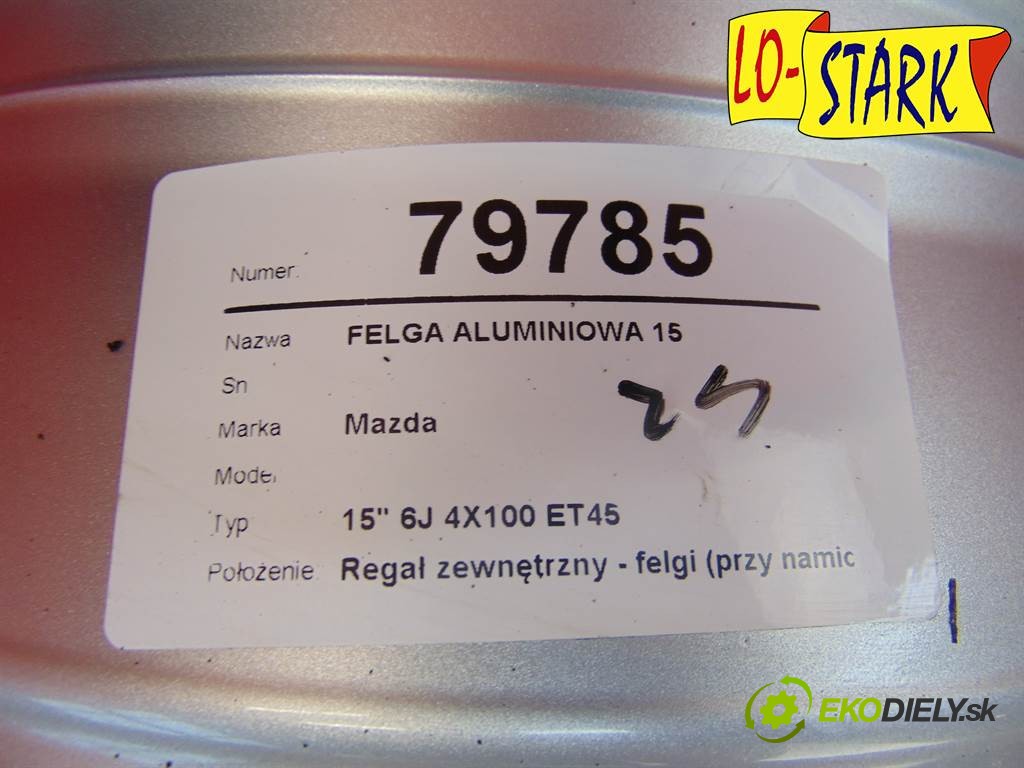 LO-STARK
Numer: 79785
Nazwa FELGA ALUMINIOWA 15
Sn
Marka Mazda
Model
Typ 15" 6J 4X100 ET45
Położenie: Regał zewnętrzny - felgi (przy namic
EKODIELY.sk